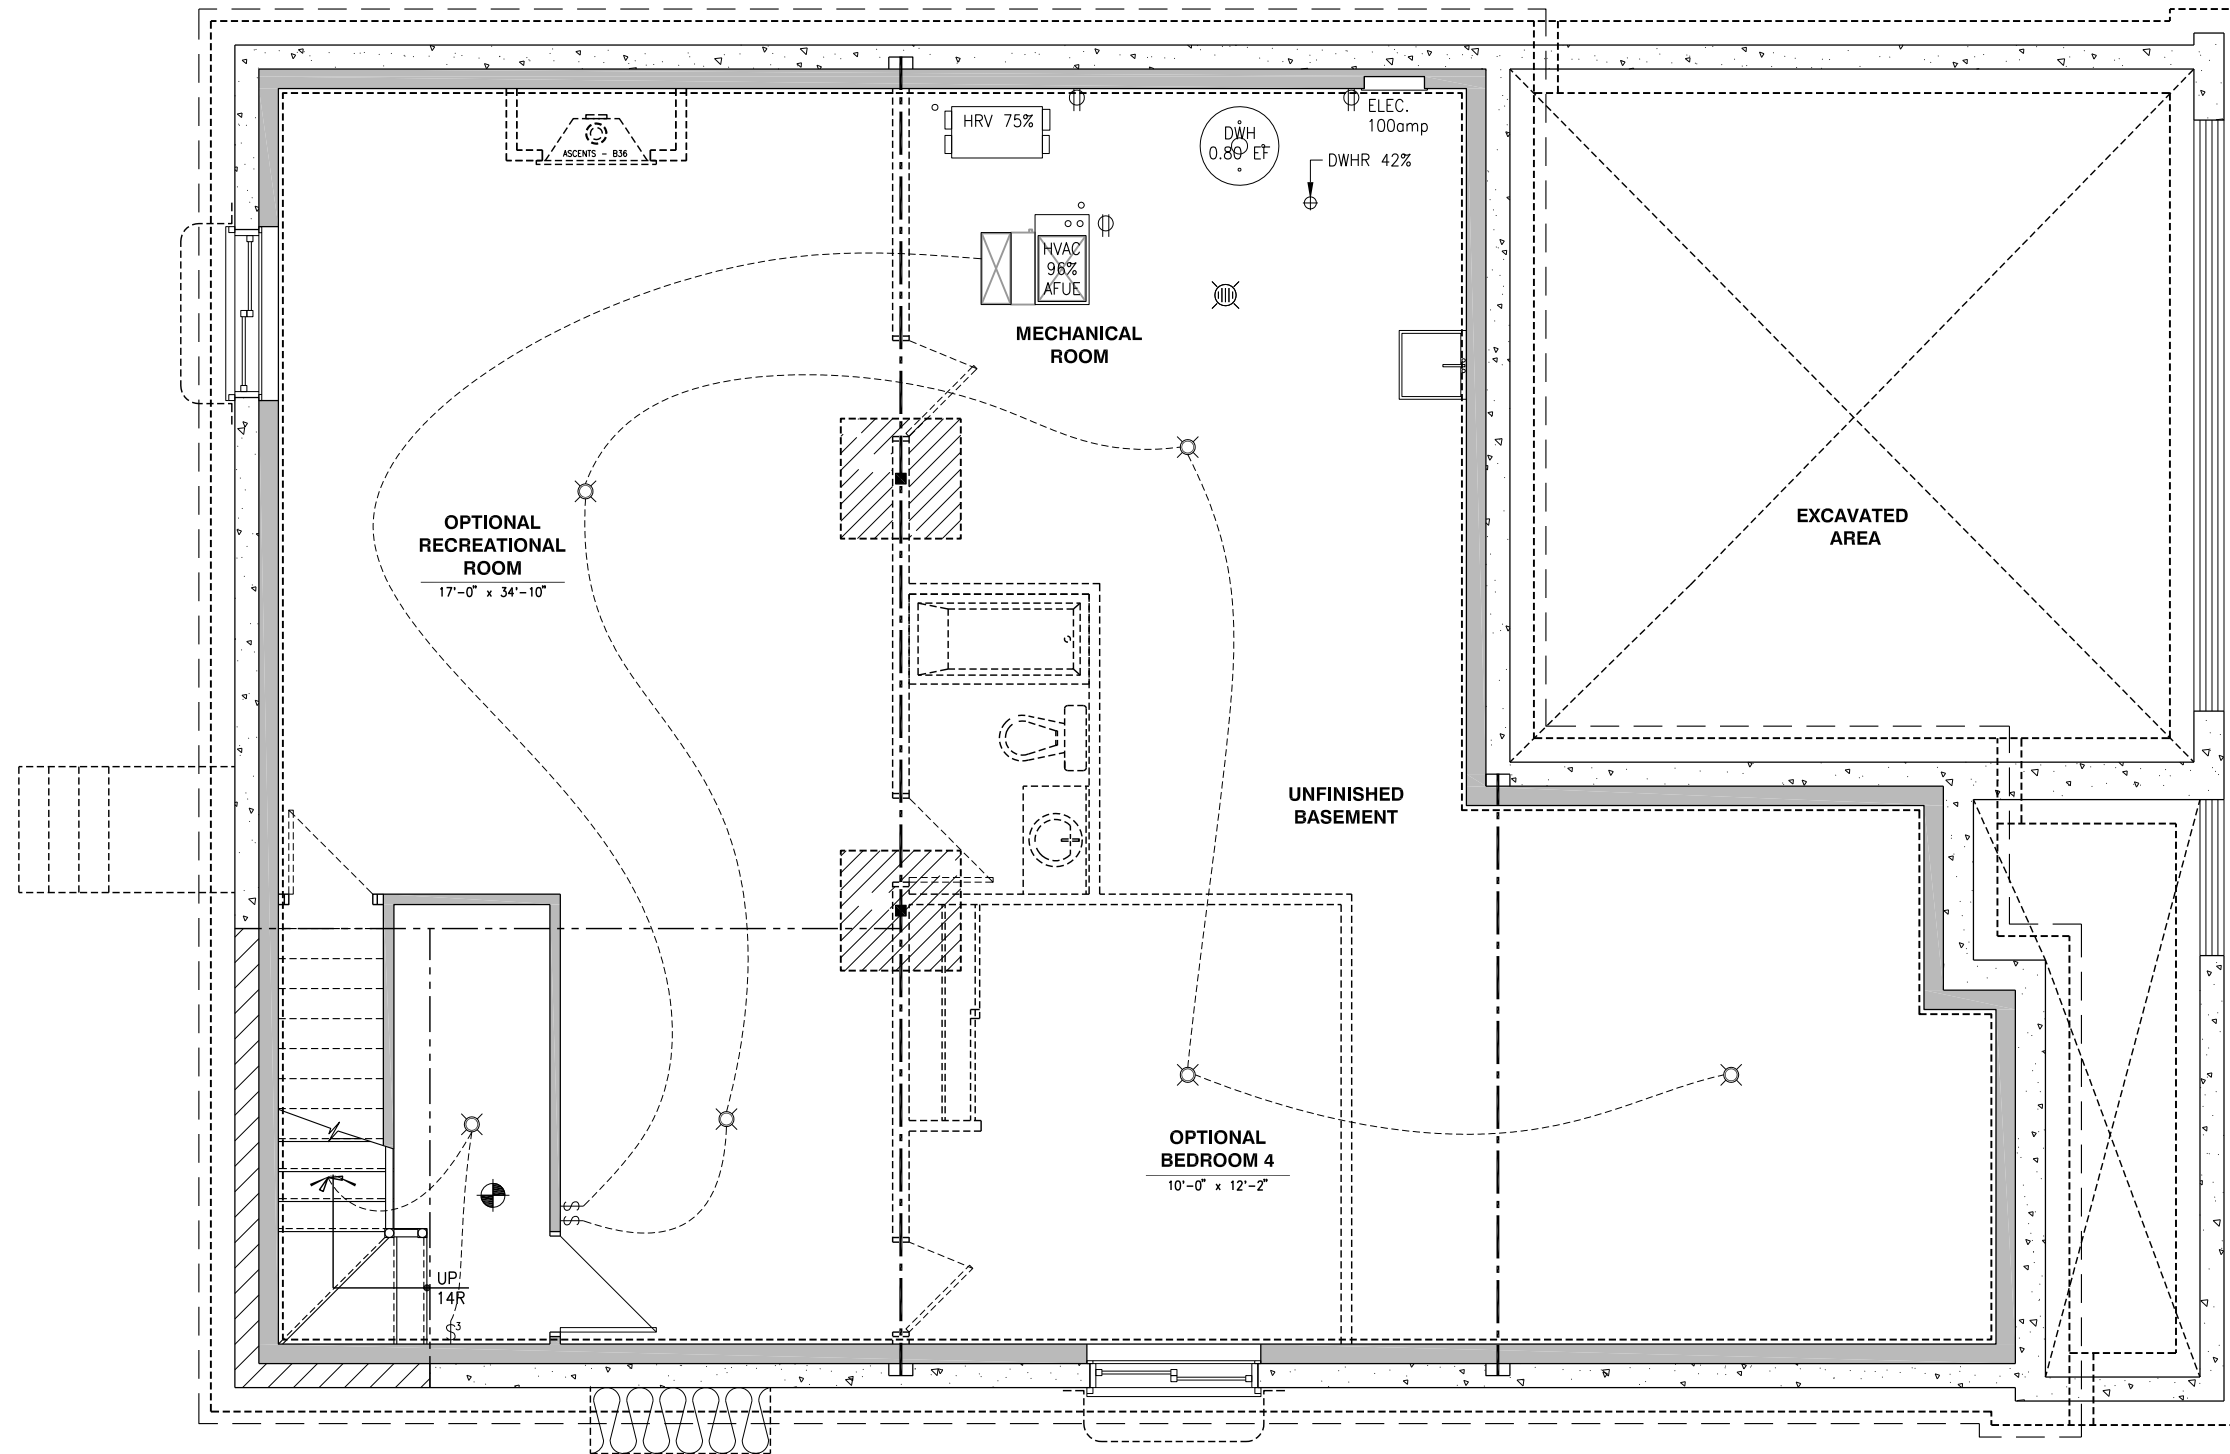 HRV 75%
ASCENTS - B36
DWH
0.80 EF
ELEC.
100amp
DWHR 42%
HVAC
96%
AFUE
MECHANICAL
ROOM
OPTIONAL
RECREATIONAL
ROOM
17'-0" x 34'-10"
EXCAVATED
AREA
UNFINISHED
BASEMENT
OPTIONAL
BEDROOM 4
10'-0" x 12'-2"
S
S
UP
14R
S3